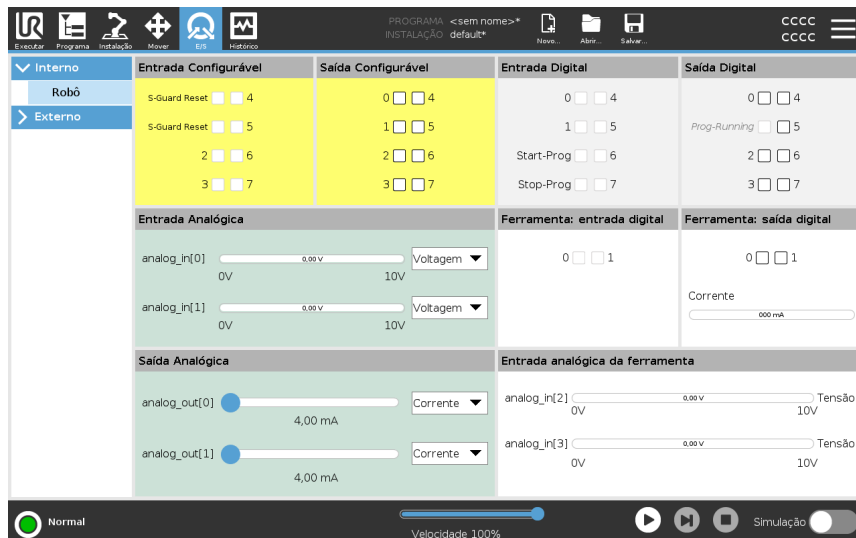 UR
PROGRAMA <sem nome>*
INSTALAÇÃO default*
CCCC
CCCC
Executar Programa Instalação Mover E/S Histórico Novo... Abrir... Salvar...
Interno
Robô
Externo
Entrada Configurável
S-Guard Reset 4
S-Guard Reset 5
2 6
3 7
Saída Configurável
0 4
1 5
2 6
3 7
Entrada Digital
0 4
1 5
Start-Prog 6
Stop-Prog 7
Saída Digital
0 4
Prog-Running 5
2 6
3 7
Entrada Analógica
analog_in[0] 0,00 V Voltagem
0V 10V
analog_in[1] 0,00 V Voltagem
0V 10V
Ferramenta: entrada digital
0 1
Ferramenta: saída digital
0 1
Corrente
000 mA
Saída Analógica
analog_out[0] Corrente
4,00 mA
analog_out[1] Corrente
4,00 mA
Entrada analógica da ferramenta
analog_in[2] 0,00 V Tensão
0V 10V
analog_in[3] 0,00 V Tensão
0V 10V
Normal
Velocidade 100%
Simulação